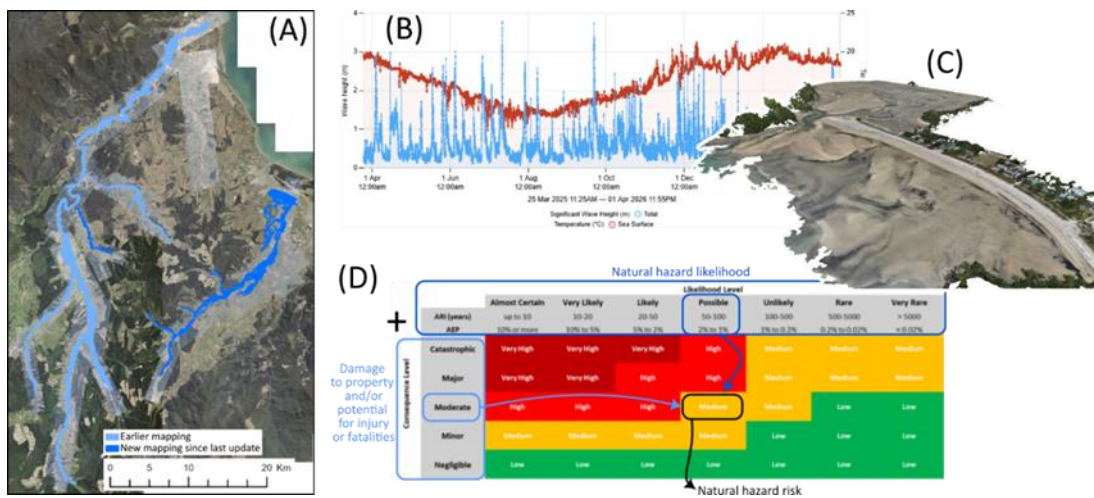 (A)
Earlier mapping
New mapping since last update
0 5 10 20 Km
(B)
Wave height (m)
4
3
2
1
0
25
20
1 Apr
12:00am
1 Jun
12:00am
1 Aug
12:00am
1 Oct
12:00am
1 Dec
12:00am
25 Mar 2025 11:25AM — 01 Apr 2026 11:55PM
Significant Wave Height (m) Total
Temperature (°C) Sea Surface
(C)
(D)
Natural hazard likelihood
Likelihood Level
Almost Certain Very Likely Likely Possible Unlikely Rare Very Rare
ARI (years) up to 10 10-20 20-50 50-100 100-500 500-5000 > 5000
AEP 10% or more 10% to 5% 5% to 2% 2% to 1% 1% to 0.2% 0.2% to 0.02% < 0.02%
+
Damage
to property
and/or
potential
for injury
or fatalities
Consequence Level
Catastrophic Very High Very High Very High High Medium Medium Medium
Major Very High Very High High High Medium Medium Medium
Moderate High High High Medium Medium Low Low
Minor Medium Medium Medium Medium Low Low Low
Negligible Low Low Low Low Low Low Low
Natural hazard risk